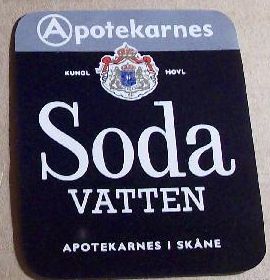 Apotekarnes
KUNGL HOVL
Soda
VATTEN
APOTEKARNES I SKÅNE